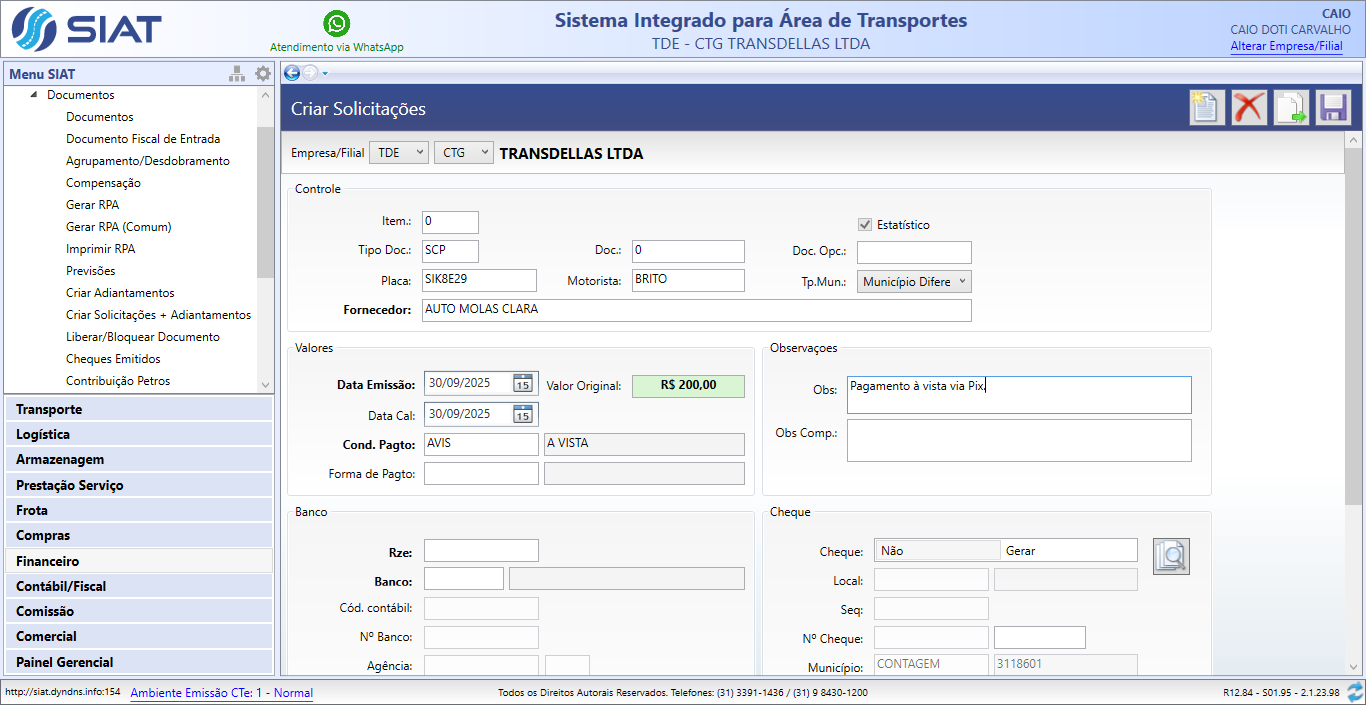 SIAT
Atendimento via WhatsApp
Sistema Integrado para Área de Transportes
TDE - CTG TRANSDELLAS LTDA
CAIO
CAIO DOTI CARVALHO
Alterar Empresa/Filial
Menu SIAT
Documentos
Documentos
Documento Fiscal de Entrada
Agrupamento/Desdobramento
Compensação
Gerar RPA
Gerar RPA (Comum)
Imprimir RPA
Previsões
Criar Adiantamentos
Criar Solicitações + Adiantamentos
Liberar/Bloquear Documento
Cheques Emitidos
Contribuição Petros
Transporte
Logística
Armazenagem
Prestação Serviço
Frota
Compras
Financeiro
Contábil/Fiscal
Comissão
Comercial
Painel Gerencial
Criar Solicitações
Empresa/Filial TDE CTG TRANSDELLAS LTDA
Controle
Item.: 0
Estatístico
Tipo Doc.: SCP Doc.: 0 Doc. Opc.:
Placa: SIK8E29 Motorista: BRITO Tp.Mun.: Município Difere
Fornecedor: AUTO MOLAS CLARA
Valores
Data Emissão: 30/09/2025 15 Valor Original: R$ 200,00
Data Cal: 30/09/2025 15
Cond. Pagto: AVIS A VISTA
Forma de Pagto:
Observaçoes
Obs: Pagamento à vista via Pix.
Obs Comp.:
Banco
Rze:
Banco:
Cód. contábil:
Nº Banco:
Agência:
Cheque
Cheque: Não Gerar
Local:
Seq:
Nº Cheque:
Município: CONTAGEM 3118601
http://siat.dyndns.info:154 Ambiente Emissão CTe: 1 - Normal
Todos os Direitos Autorais Reservados. Telefones: (31) 3391-1436 / (31) 9 8430-1200
R12.84 - S01.95 - 2.1.23.98